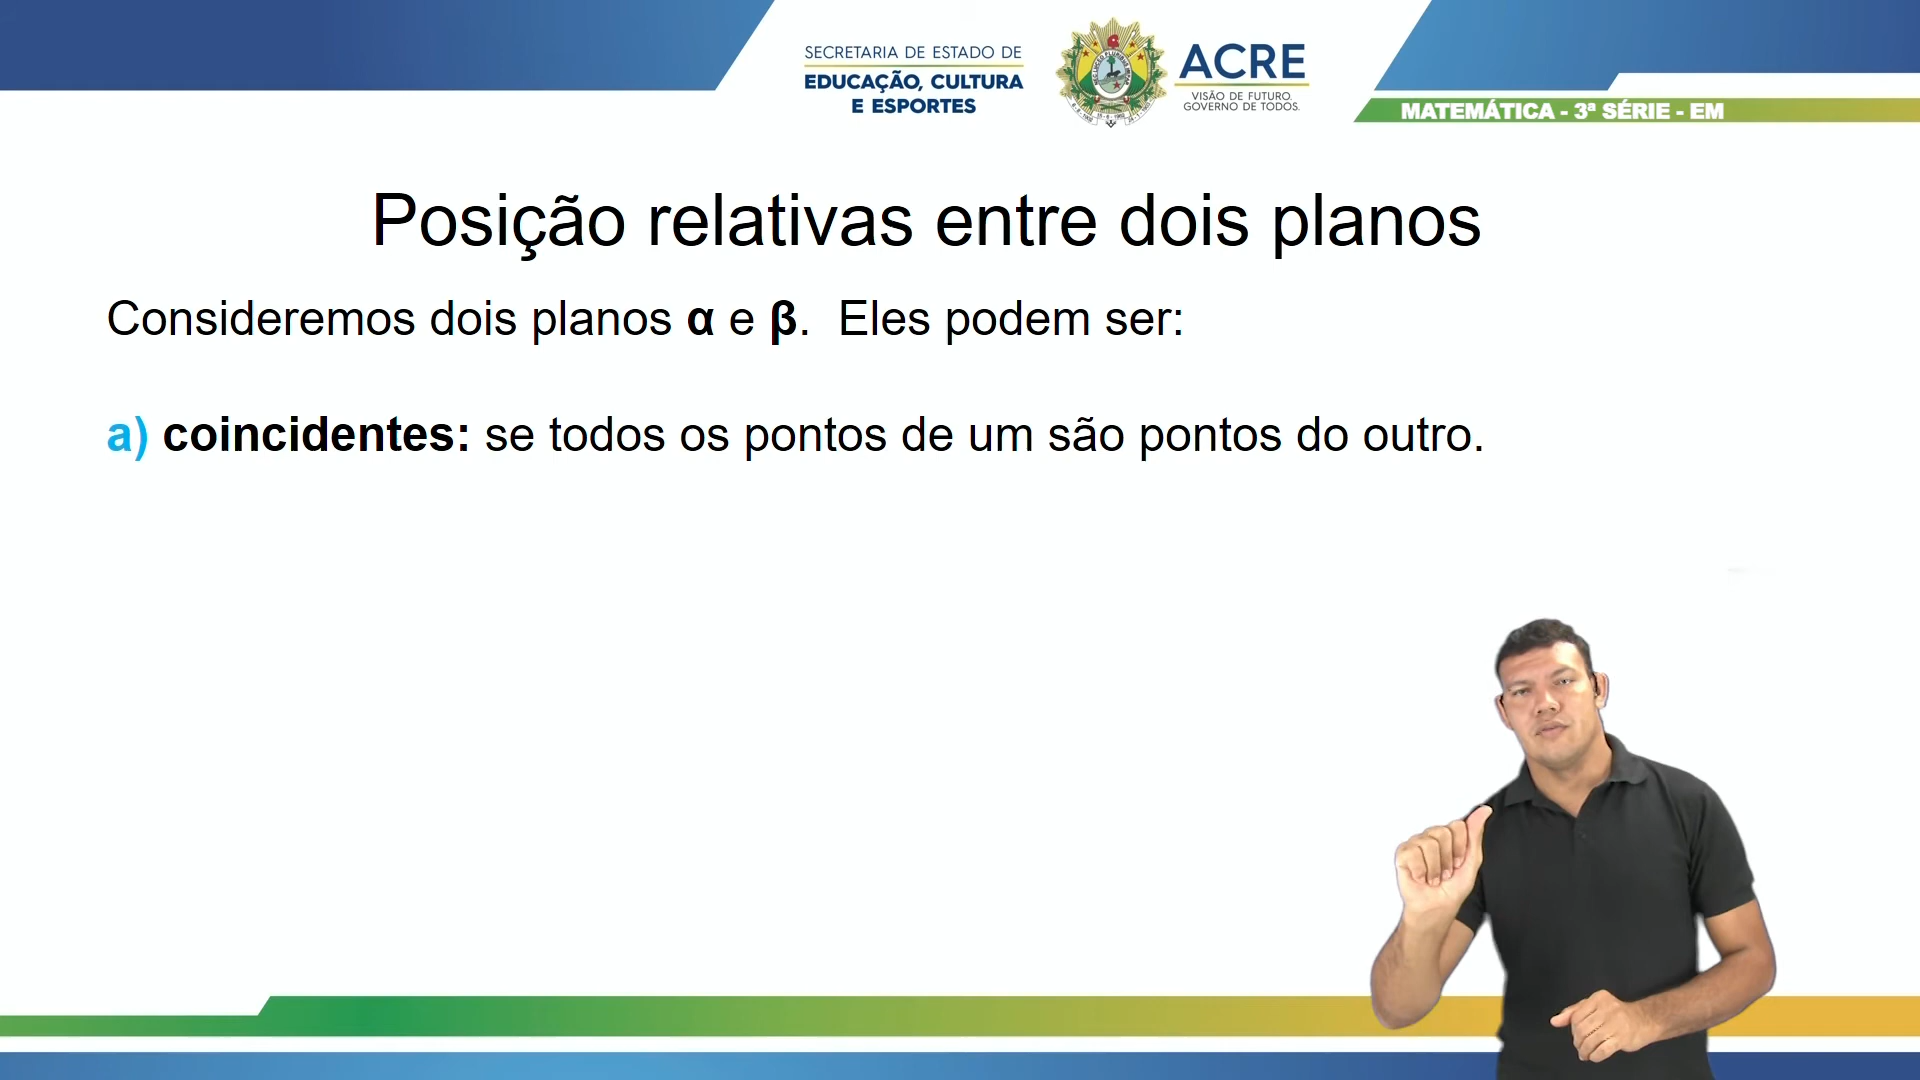 SECRETARIA DE ESTADO DE
EDUCAÇÃO, CULTURA
E ESPORTES
ACRE
VISÃO DE FUTURO.
GOVERNO DE TODOS.
MATEMÁTICA - 3ª SÉRIE - EM
Posição relativas entre dois planos
Consideremos dois planos α e β. Eles podem ser:
a) coincidentes: se todos os pontos de um são pontos do outro.